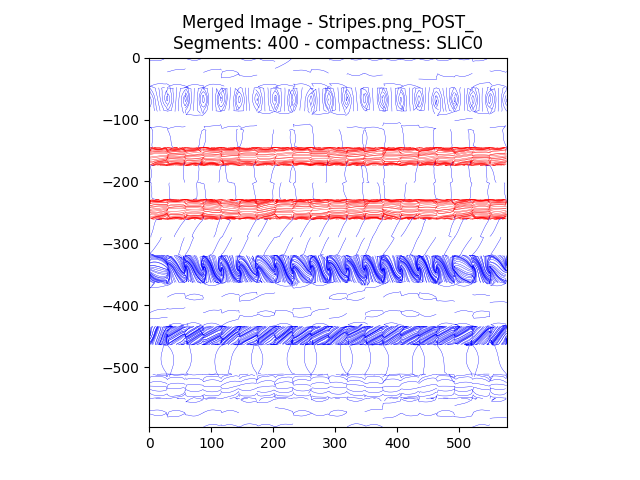 Merged Image - Stripes.png_POST_
Segments: 400 - compactness: SLIC0
0
−100
−200
−300
−400
−500
0 100 200 300 400 500